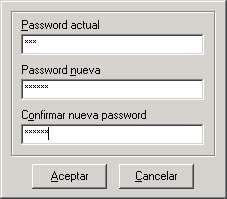 Password actual
***
Password nueva
******
Confirmar nueva password
******
Aceptar
Cancelar